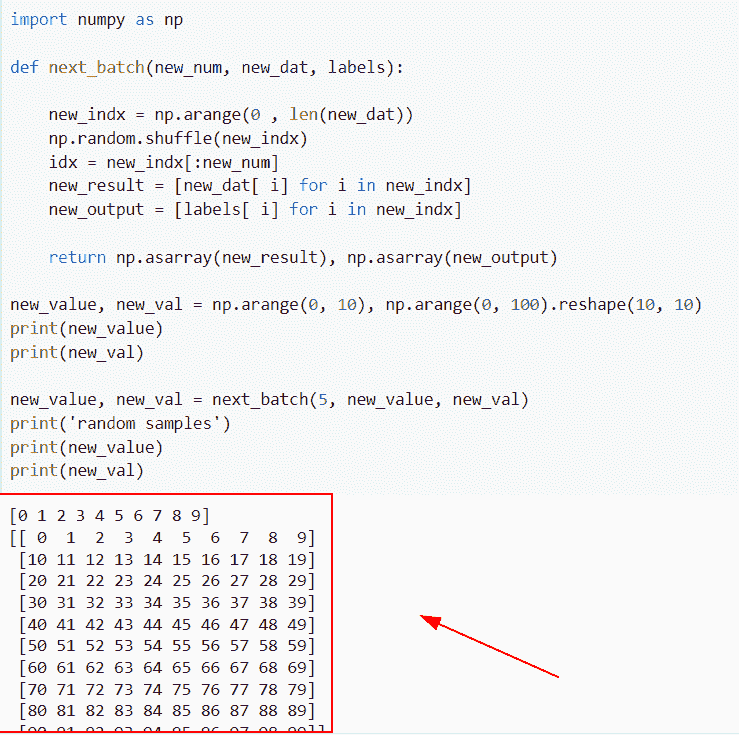 import numpy as np
def next_batch(new_num, new_dat, labels):
new_indx = np.arange(0 , len(new_dat))
np.random.shuffle(new_indx)
idx = new_indx[:new_num]
new_result = [new_dat[ i] for i in new_indx]
new_output = [labels[ i] for i in new_indx]
return np.asarray(new_result), np.asarray(new_output)
new_value, new_val = np.arange(0, 10), np.arange(0, 100).reshape(10, 10)
print(new_value)
print(new_val)
new_value, new_val = next_batch(5, new_value, new_val)
print('random samples')
print(new_value)
print(new_val)
[0 1 2 3 4 5 6 7 8 9]
[[ 0 1 2 3 4 5 6 7 8 9]
[10 11 12 13 14 15 16 17 18 19]
[20 21 22 23 24 25 26 27 28 29]
[30 31 32 33 34 35 36 37 38 39]
[40 41 42 43 44 45 46 47 48 49]
[50 51 52 53 54 55 56 57 58 59]
[60 61 62 63 64 65 66 67 68 69]
[70 71 72 73 74 75 76 77 78 79]
[80 81 82 83 84 85 86 87 88 89]